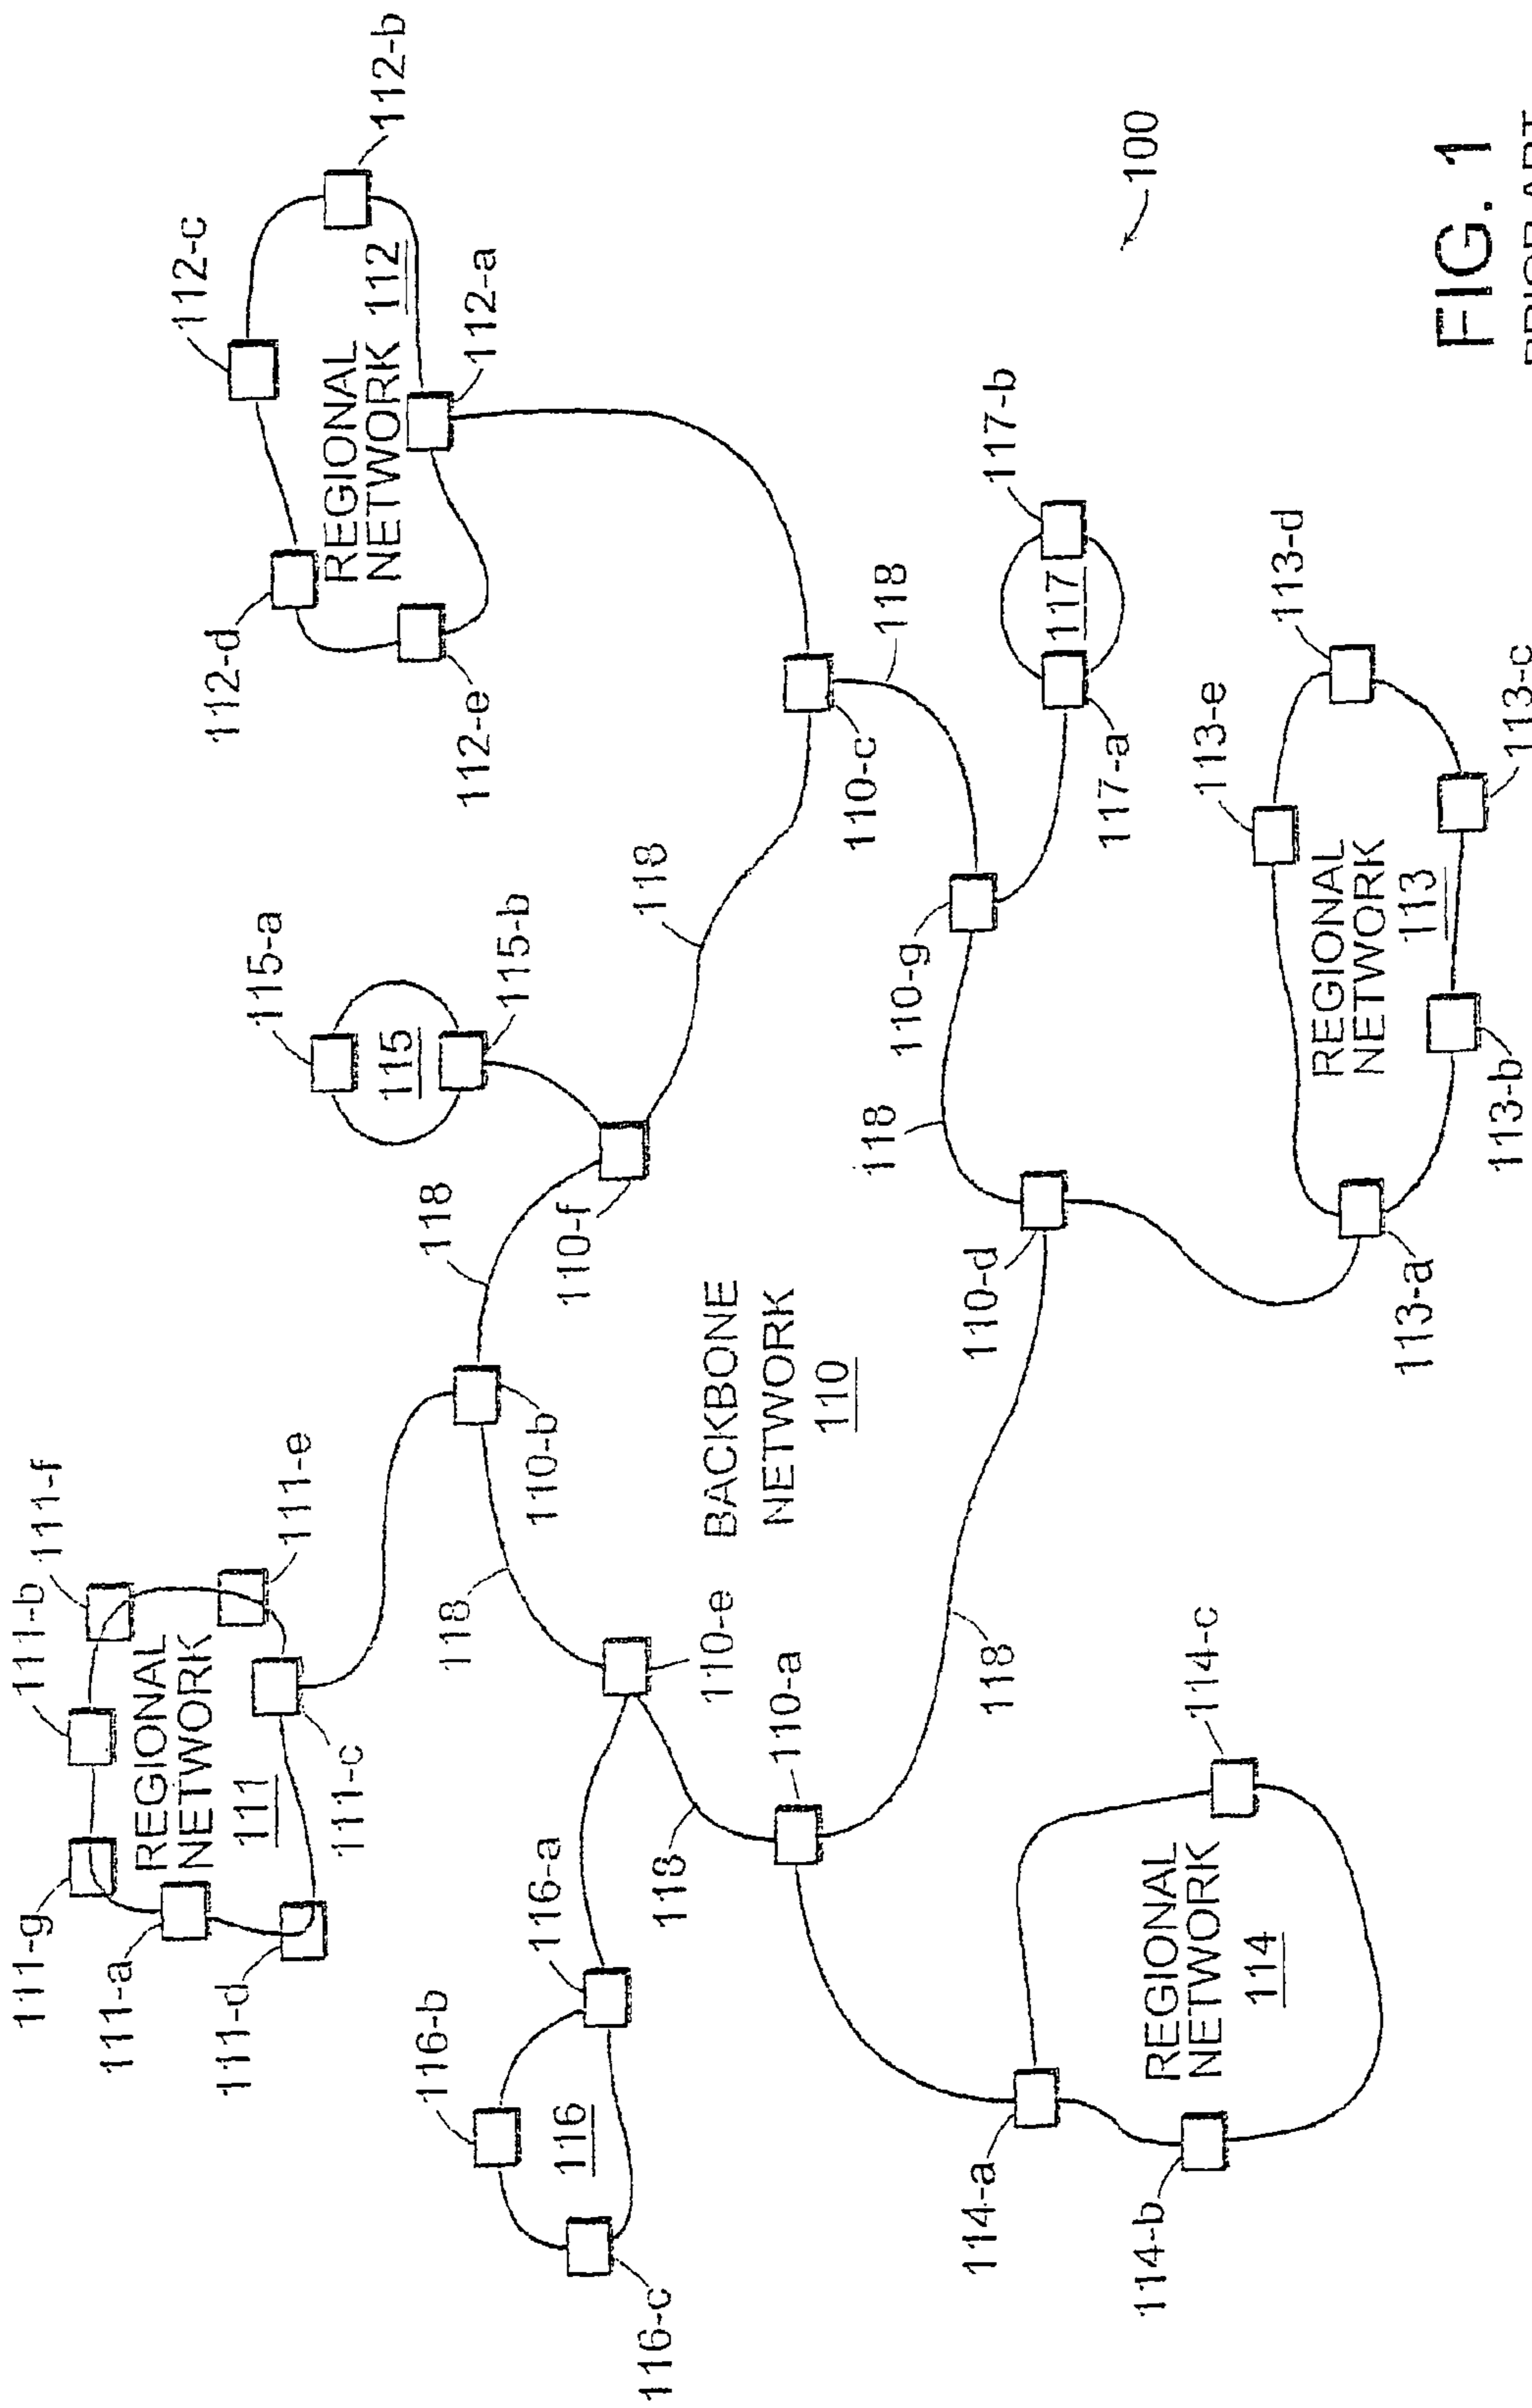 111-g
111-b
111-f
111-a
111-e
111-d
REGIONAL
NETWORK
111
111-c
115-a
115
115-b
112-c
112-d
REGIONAL
NETWORK 112
112-b
112-e
112-a
116-b
116
116-c
116-a
118
118
118
118
110-b
110-f
110-e
BACKBONE
NETWORK
110
110-a
110-c
118
118
118
110-g
110-d
117
117-b
117-a
100
114-a
114-b
REGIONAL
NETWORK
114
114-c
113-e
113-d
REGIONAL
NETWORK
113
113-a
113-b
113-c
FIG. 1
PRIOR ART